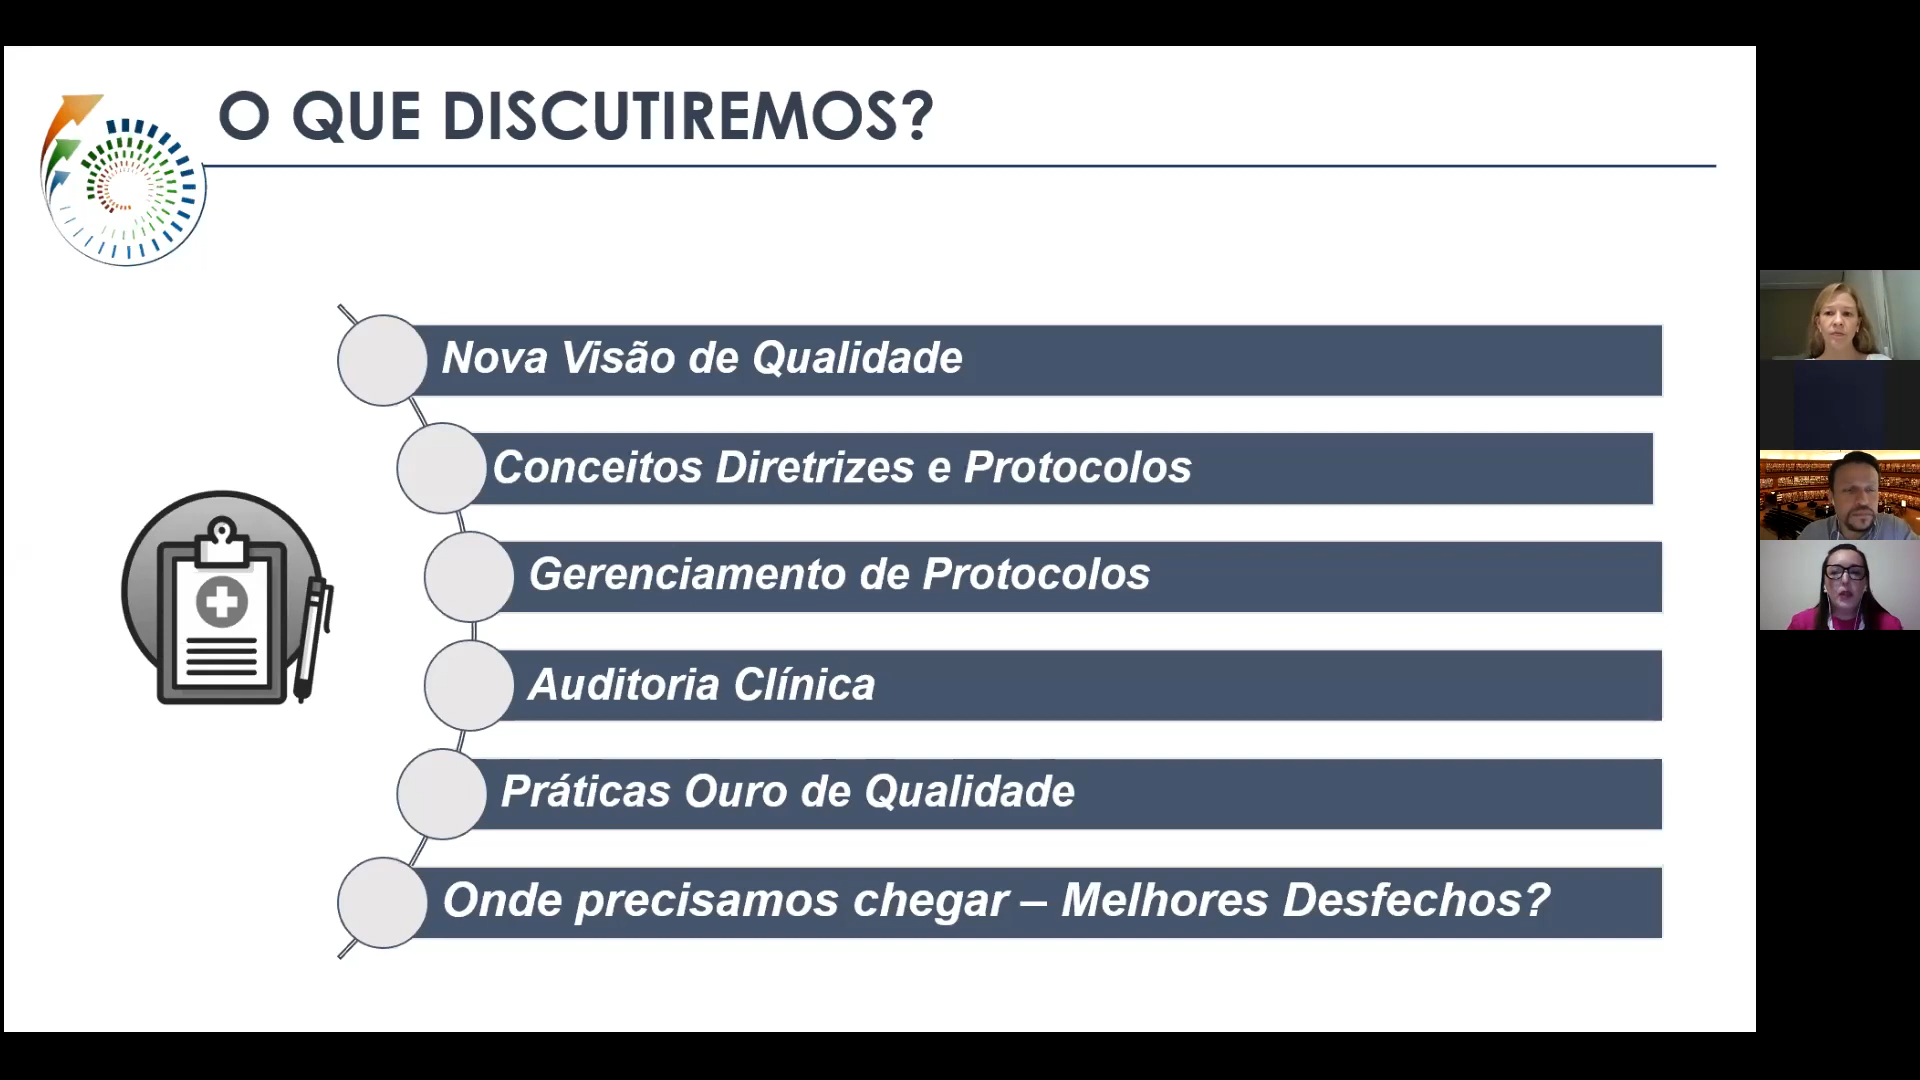 O QUE DISCUTIREMOS?
Nova Visão de Qualidade
Conceitos Diretrizes e Protocolos
Gerenciamento de Protocolos
Auditoria Clínica
Práticas Ouro de Qualidade
Onde precisamos chegar – Melhores Desfechos?